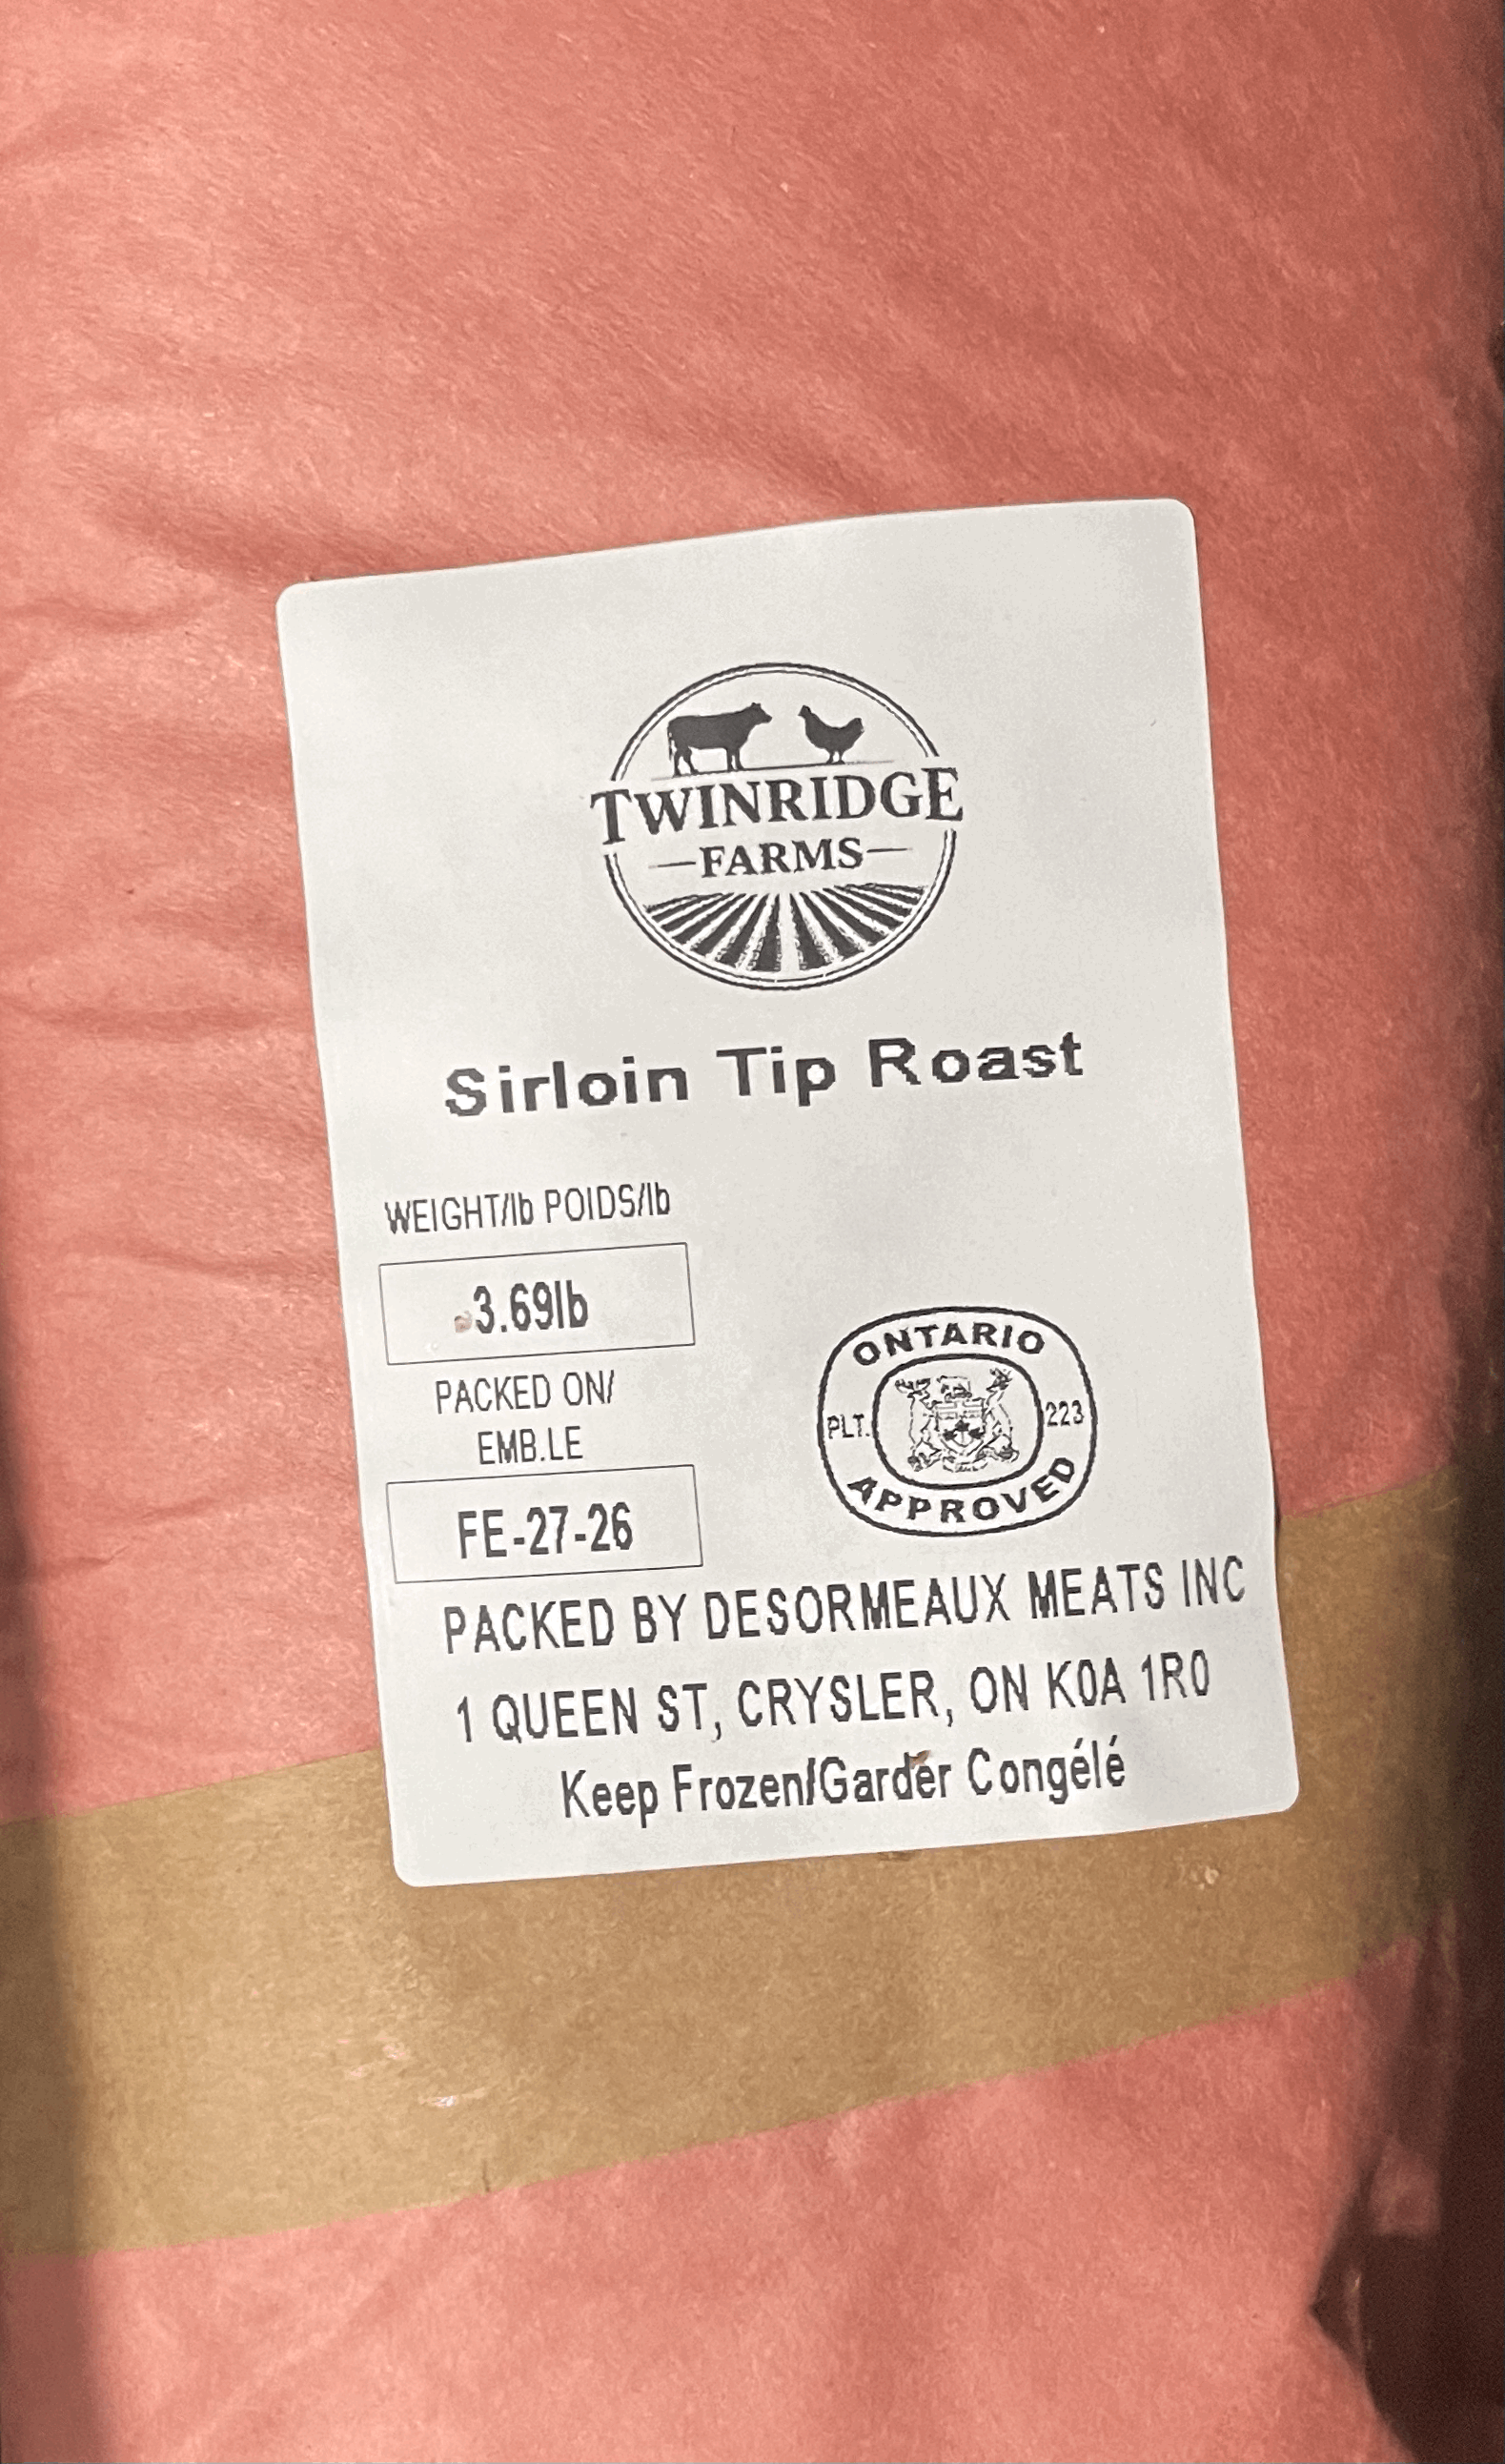 TWINRIDGE
FARMS
Sirloin Tip Roast
WEIGHT/lb POIDS/lb
3.69lb
PACKED ON/
EMB.LE
FE-27-26
ONTARIO
PLT. 223
APPROVED
PACKED BY DESORMEAUX MEATS INC
1 QUEEN ST, CRYSLER, ON K0A 1R0
Keep Frozen/Garder Congélé